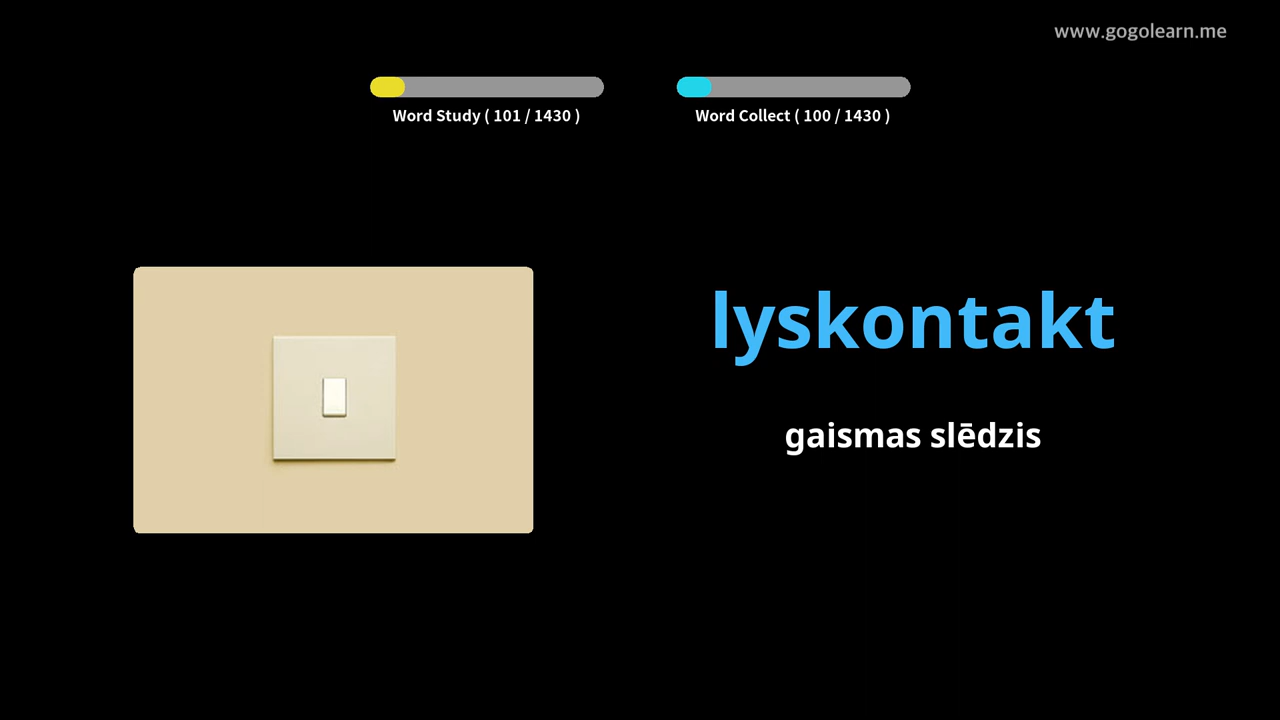 www.gogolearn.me
Word Study ( 101 / 1430 )
Word Collect ( 100 / 1430 )
lyskontakt
gaismas slēdzis